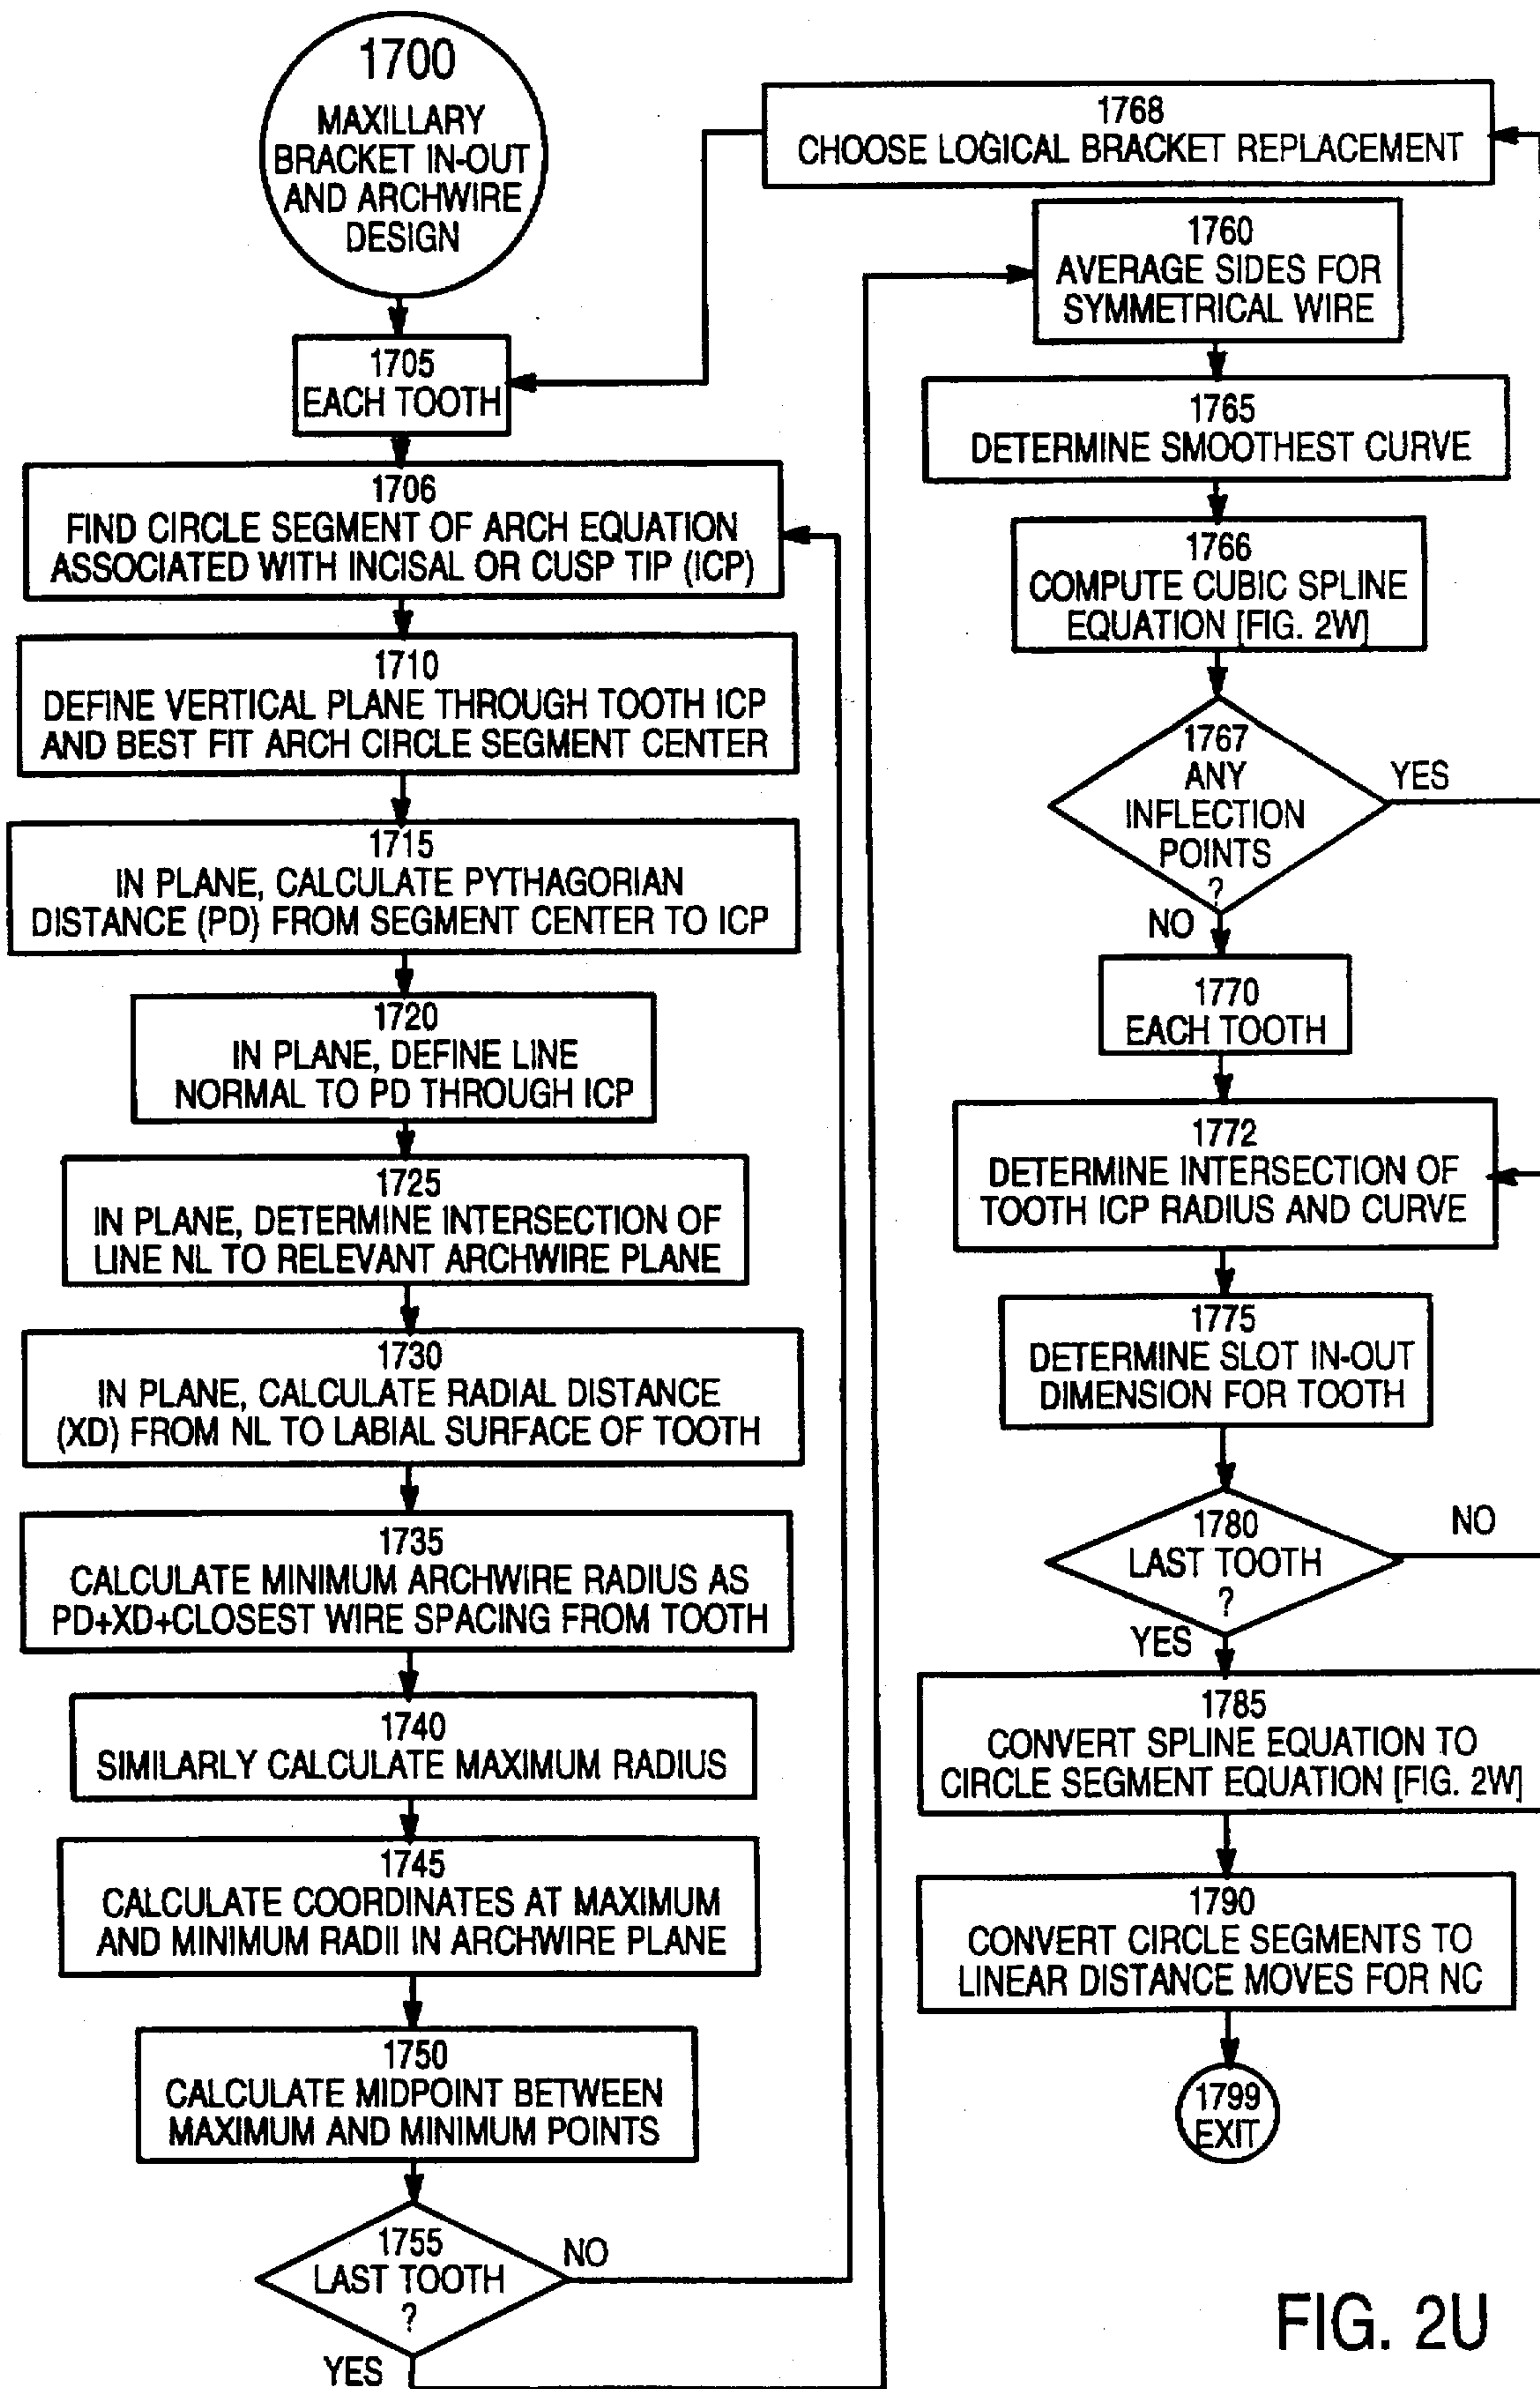 1700
MAXILLARY
BRACKET IN-OUT
AND ARCHWIRE
DESIGN
1705
EACH TOOTH
1706
FIND CIRCLE SEGMENT OF ARCH EQUATION
ASSOCIATED WITH INCISAL OR CUSP TIP (ICP)
1710
DEFINE VERTICAL PLANE THROUGH TOOTH ICP
AND BEST FIT ARCH CIRCLE SEGMENT CENTER
1715
IN PLANE, CALCULATE PYTHAGORIAN
DISTANCE (PD) FROM SEGMENT CENTER TO ICP
1720
IN PLANE, DEFINE LINE
NORMAL TO PD THROUGH ICP
1725
IN PLANE, DETERMINE INTERSECTION OF
LINE NL TO RELEVANT ARCHWIRE PLANE
1730
IN PLANE, CALCULATE RADIAL DISTANCE
(XD) FROM NL TO LABIAL SURFACE OF TOOTH
1735
CALCULATE MINIMUM ARCHWIRE RADIUS AS
PD+XD+CLOSEST WIRE SPACING FROM TOOTH
1740
SIMILARLY CALCULATE MAXIMUM RADIUS
1745
CALCULATE COORDINATES AT MAXIMUM
AND MINIMUM RADII IN ARCHWIRE PLANE
1750
CALCULATE MIDPOINT BETWEEN
MAXIMUM AND MINIMUM POINTS
1755
LAST TOOTH
?
NO
YES
1768
CHOOSE LOGICAL BRACKET REPLACEMENT
1760
AVERAGE SIDES FOR
SYMMETRICAL WIRE
1765
DETERMINE SMOOTHEST CURVE
1766
COMPUTE CUBIC SPLINE
EQUATION [FIG. 2W]
1767
ANY
INFLECTION
POINTS
?
YES
NO
1770
EACH TOOTH
1772
DETERMINE INTERSECTION OF
TOOTH ICP RADIUS AND CURVE
1775
DETERMINE SLOT IN-OUT
DIMENSION FOR TOOTH
1780
LAST TOOTH
?
NO
YES
1785
CONVERT SPLINE EQUATION TO
CIRCLE SEGMENT EQUATION [FIG. 2W]
1790
CONVERT CIRCLE SEGMENTS TO
LINEAR DISTANCE MOVES FOR NC
1799
EXIT
FIG. 2U